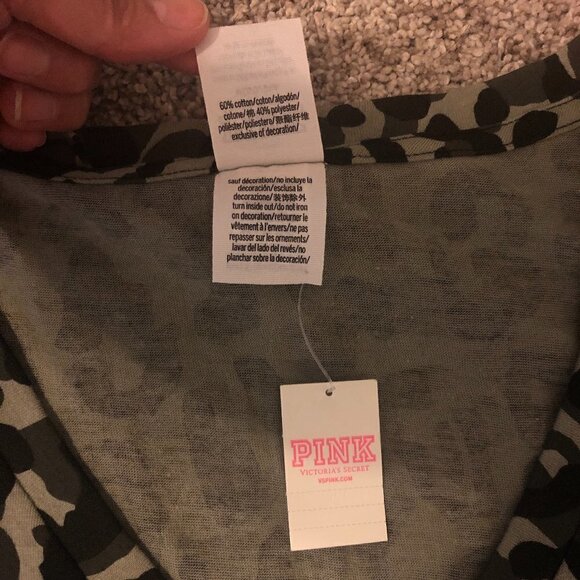 60% cotton/coton/algodón/
cotone/棉 40% polyester/
poliéster/poliestere/聚酯纤维
exclusive of decoration/
sauf décoration/no incluye la
decoración/esclusa la
decorazione/装饰除外
turn inside out/do not iron
on decoration/retourner le
vêtement à l'envers/ne pas
repasser sur les ornements/
lavar del lado del revés/no
planchar sobre la decoración/
PINK
VICTORIA'S SECRET
VSPINK.COM